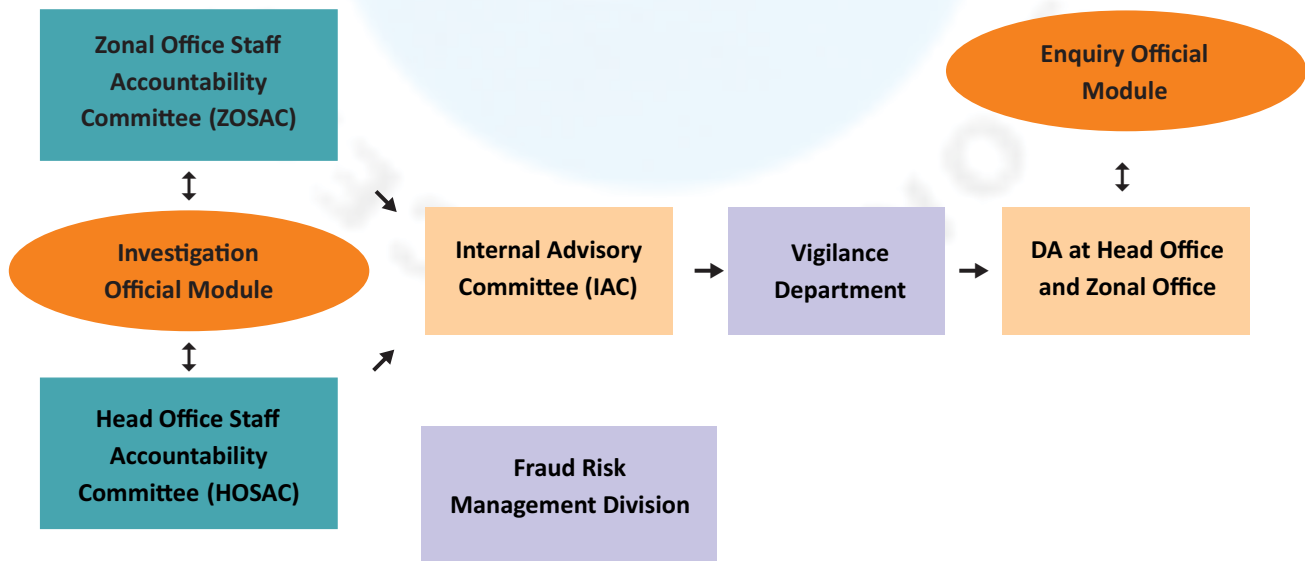 Zonal Office Staff
Accountability
Committee (ZOSAC)
Enquiry Official
Module
Investigation
Official Module
Internal Advisory
Committee (IAC)
Vigilance
Department
DA at Head Office
and Zonal Office
Head Office Staff
Accountability
Committee (HOSAC)
Fraud Risk
Management Division